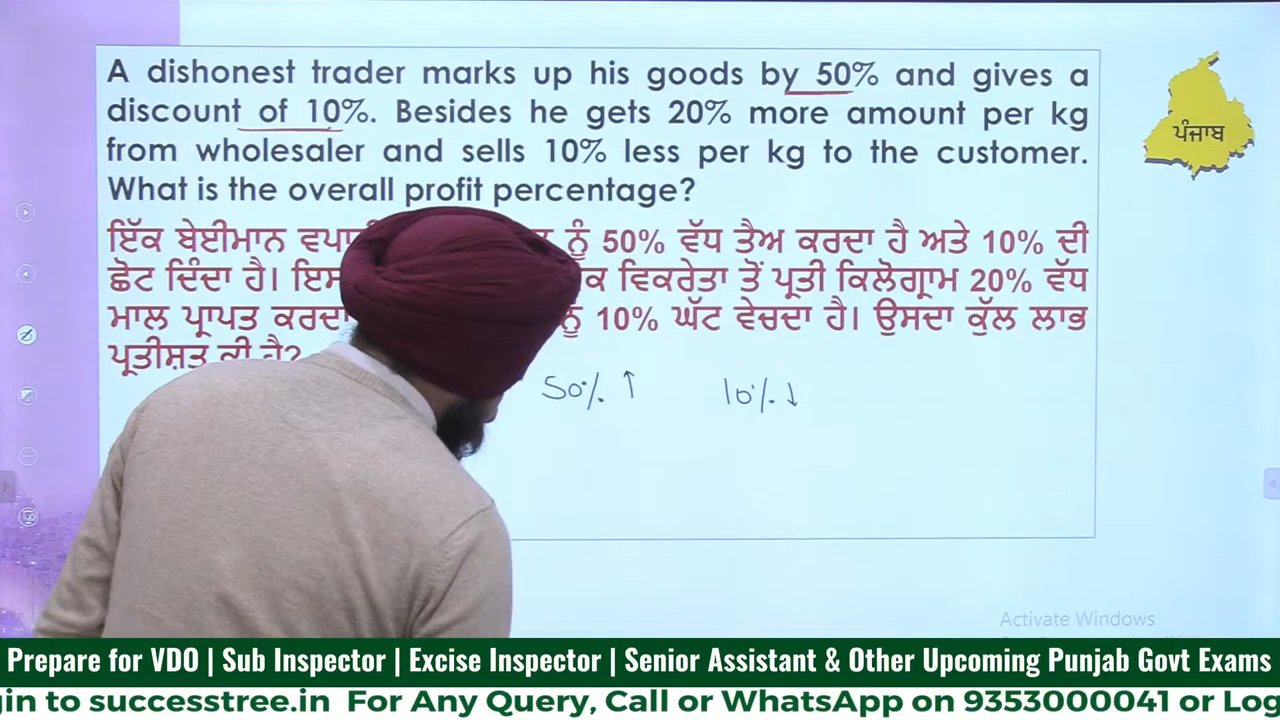 A dishonest trader marks up his goods by 50% and gives a
discount of 10%. Besides he gets 20% more amount per kg
from wholesaler and sells 10% less per kg to the customer.
What is the overall profit percentage?
ਪੰਜਾਬ
ਇੱਕ ਬੇਈਮਾਨ ਨੂੰ 50% ਵੱਧ ਤੈਅ ਕਰਦਾ ਹੈ ਅਤੇ 10% ਦੀ
ਛੋਟ ਦਿੰਦਾ ਹੈ। ਵਿਕਰੇਤਾ ਤੋਂ ਪ੍ਰਤੀ ਕਿਲੋਗ੍ਰਾਮ 20% ਵੱਧ
ਮਾਲ ਪ੍ਰਾਪਤ 10% ਘੱਟ ਵੇਚਦਾ ਹੈ। ਉਸਦਾ ਕੁੱਲ ਲਾਭ
ਪ੍ਰਤੀਸ਼ਤ ਕੀ ਹੈ?
50% ↑ 10% ↓
Activate Windows
Prepare for VDO | Sub Inspector | Excise Inspector | Senior Assistant & Other Upcoming Punjab Govt Exams
to successtree.in For Any Query, Call or WhatsApp on 9353000041 or